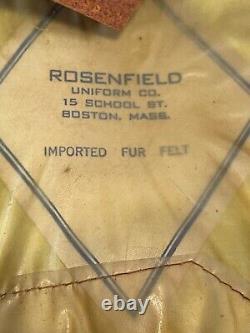 ROSENFIELD
UNIFORM CO.
15 SCHOOL ST.
BOSTON, MASS.
IMPORTED FUR FELT